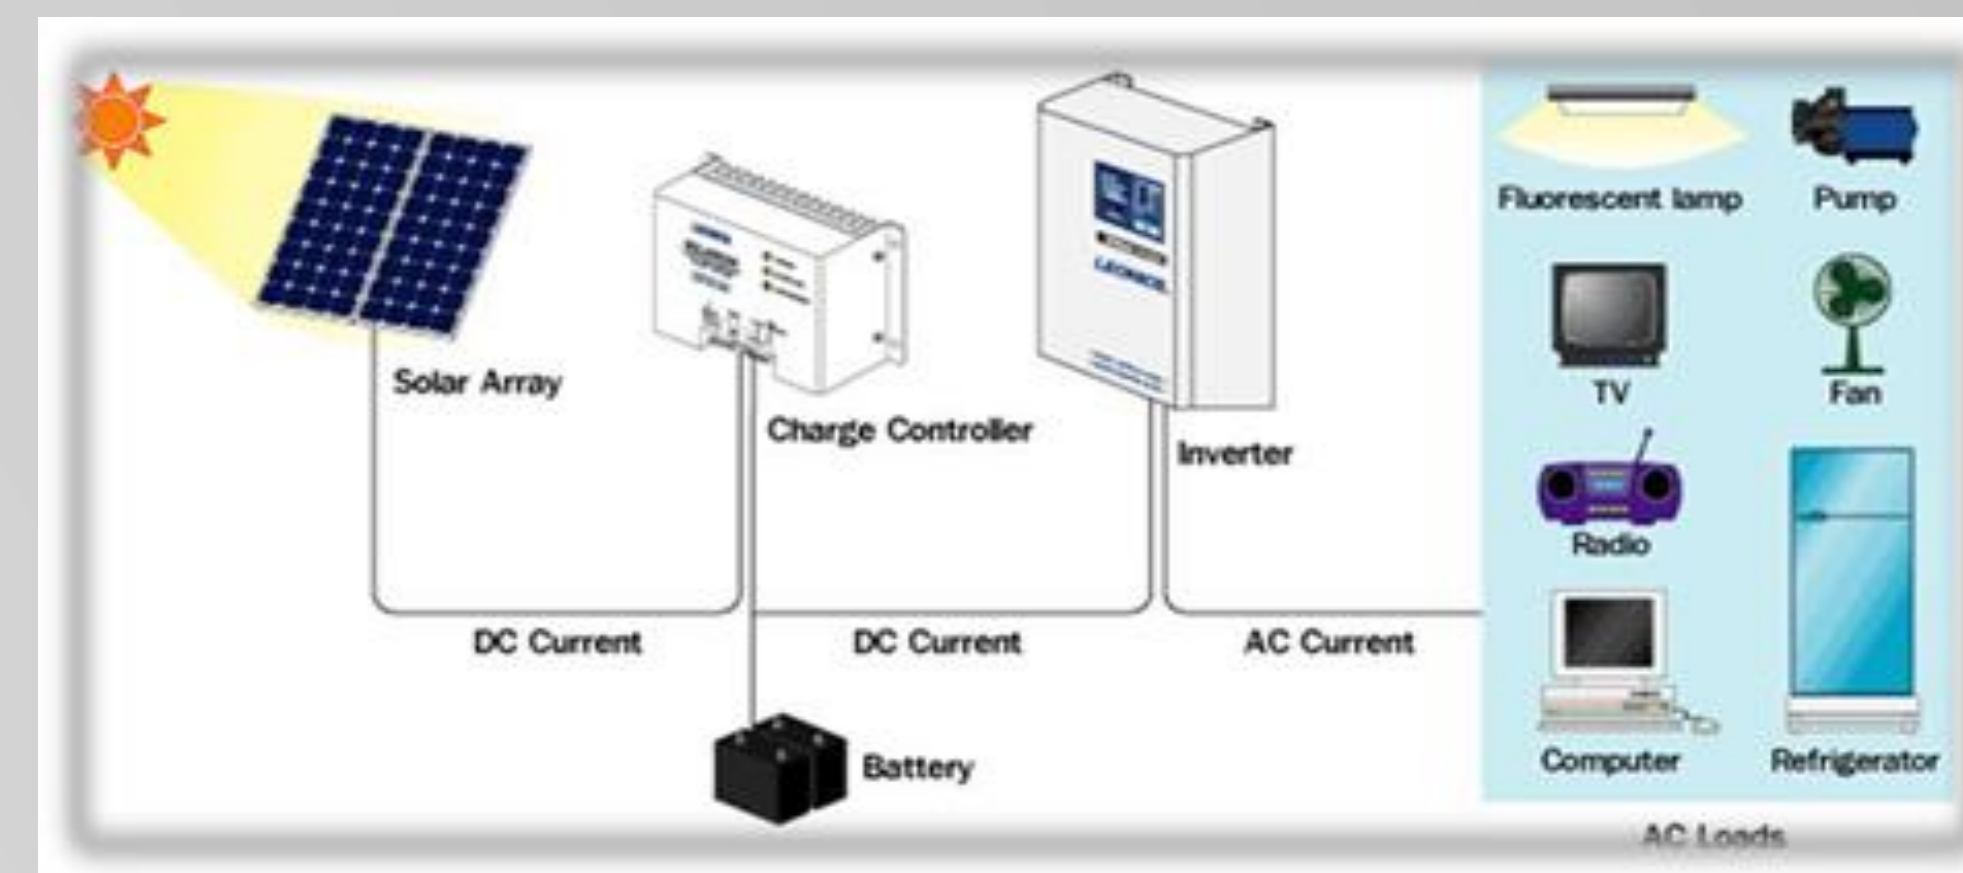 Fluorescent lamp
Pump
Solar Array
TV
Fan
Charge Controller
LEONICS
Inverter
Radio
DC Current
DC Current
AC Current
Computer
Refrigerator
Battery
AC Loads